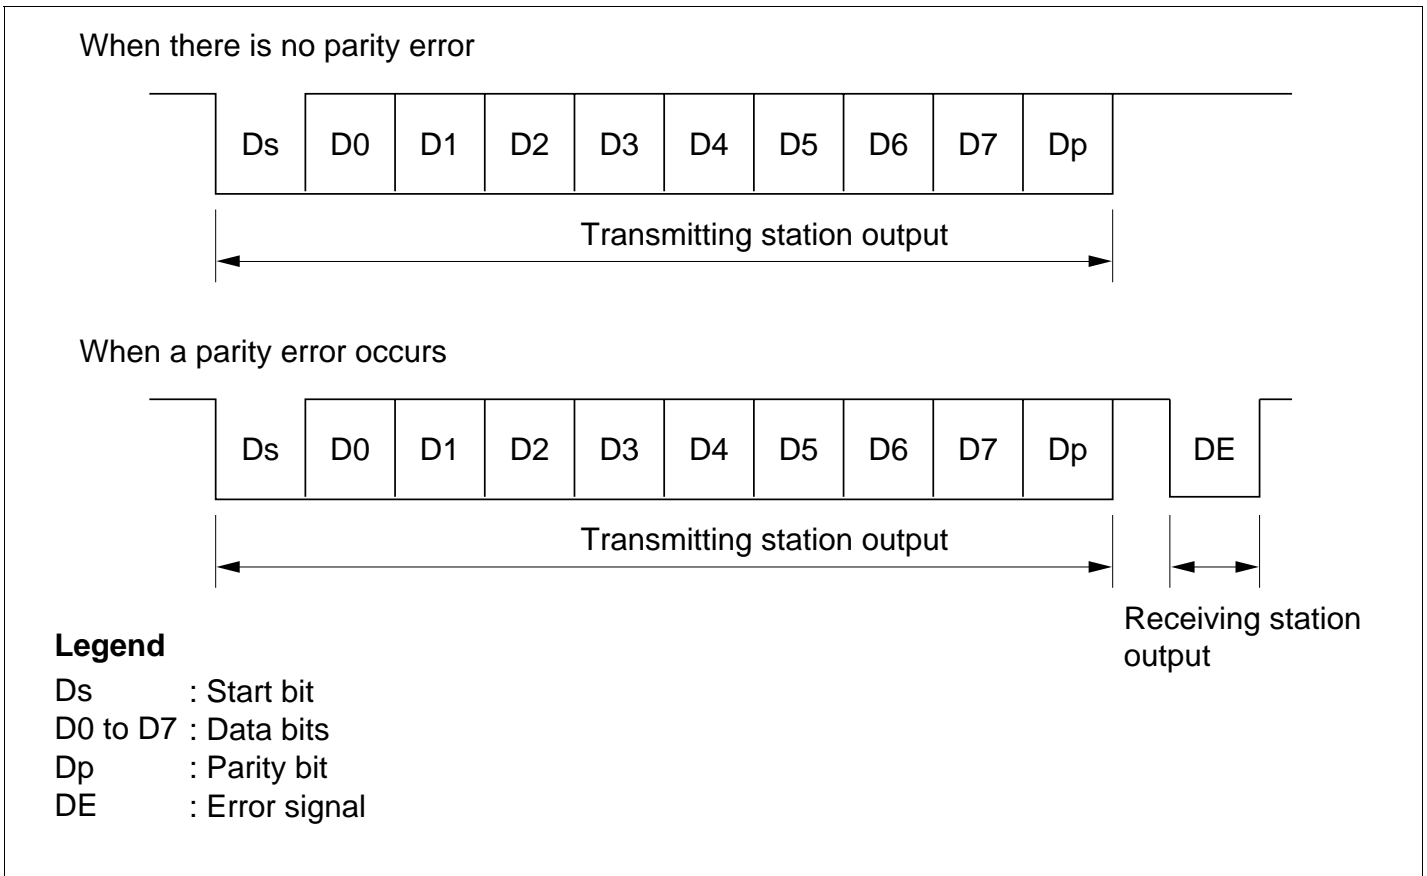 When there is no parity error
Ds D0 D1 D2 D3 D4 D5 D6 D7 Dp
Transmitting station output
When a parity error occurs
Ds D0 D1 D2 D3 D4 D5 D6 D7 Dp DE
Transmitting station output
Receiving station
output
Legend
Ds : Start bit
D0 to D7 : Data bits
Dp : Parity bit
DE : Error signal